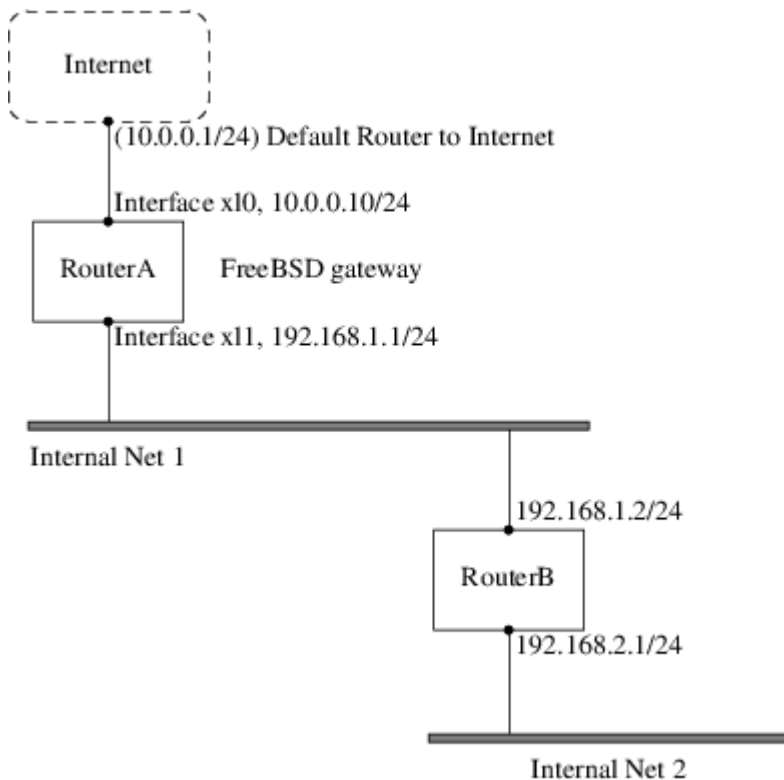 Internet
(10.0.0.1/24) Default Router to Internet
Interface xl0, 10.0.0.10/24
RouterA
FreeBSD gateway
Interface xl1, 192.168.1.1/24
Internal Net 1
192.168.1.2/24
RouterB
192.168.2.1/24
Internal Net 2